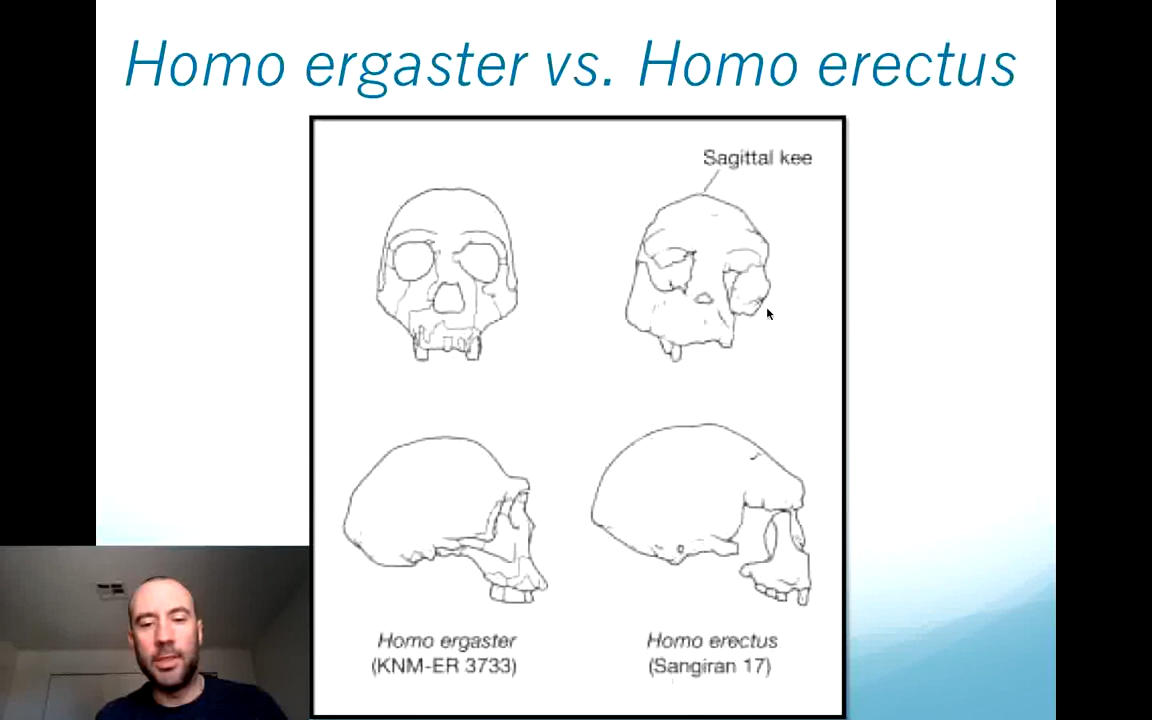 Homo ergaster vs. Homo erectus
Sagittal kee
Homo ergaster
(KNM-ER 3733)
Homo erectus
(Sangiran 17)